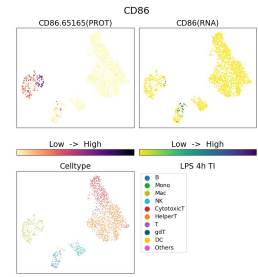 CD86
CD86.65165(PROT)
CD86(RNA)
Low -> High
Low -> High
Celltype
LPS 4h TI
B
Mono
Mac
NK
CytotoxicT
HelperT
T
gdT
DC
Others